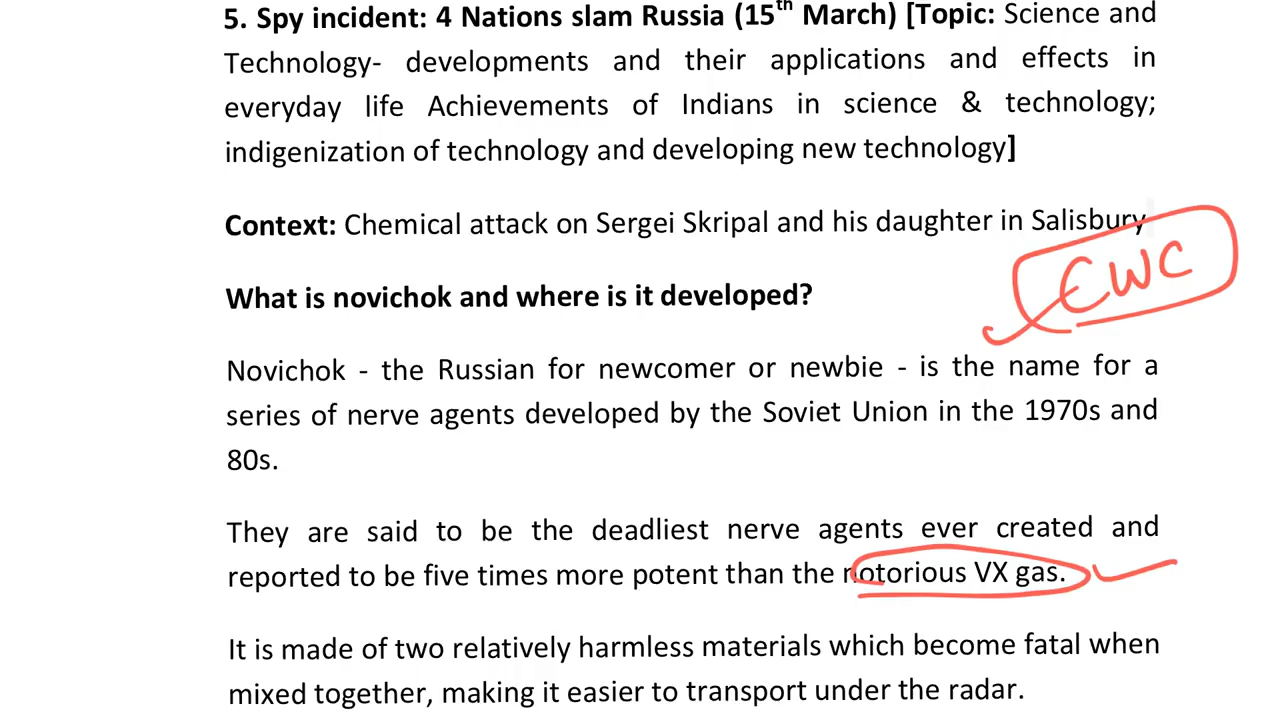 5. Spy incident: 4 Nations slam Russia (15th March) [Topic: Science and
Technology- developments and their applications and effects in
everyday life Achievements of Indians in science & technology;
indigenization of technology and developing new technology]
Context: Chemical attack on Sergei Skripal and his daughter in Salisbury
CWC
What is novichok and where is it developed?
Novichok - the Russian for newcomer or newbie - is the name for a
series of nerve agents developed by the Soviet Union in the 1970s and
80s.
They are said to be the deadliest nerve agents ever created and
reported to be five times more potent than the notorious VX gas.
It is made of two relatively harmless materials which become fatal when
mixed together, making it easier to transport under the radar.